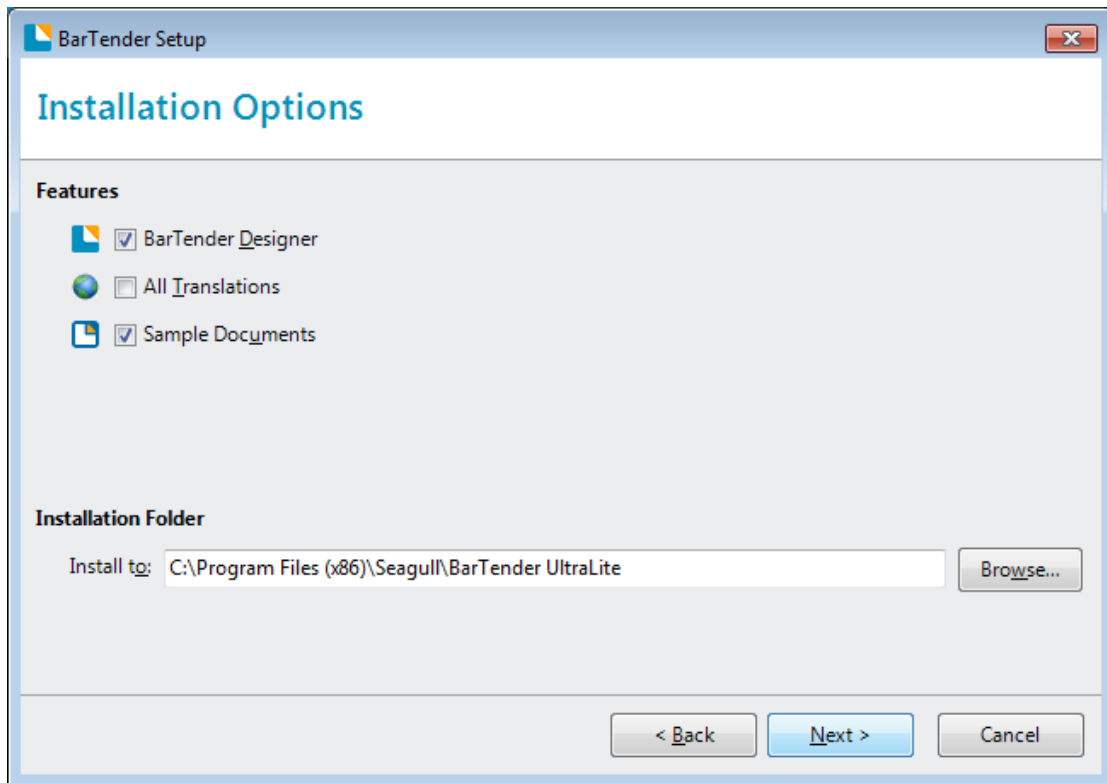 BarTender Setup
Installation Options
Features
BarTender Designer
All Translations
Sample Documents
Installation Folder
Install to: C:\Program Files (x86)\Seagull\BarTender UltraLite Browse...
< Back Next > Cancel